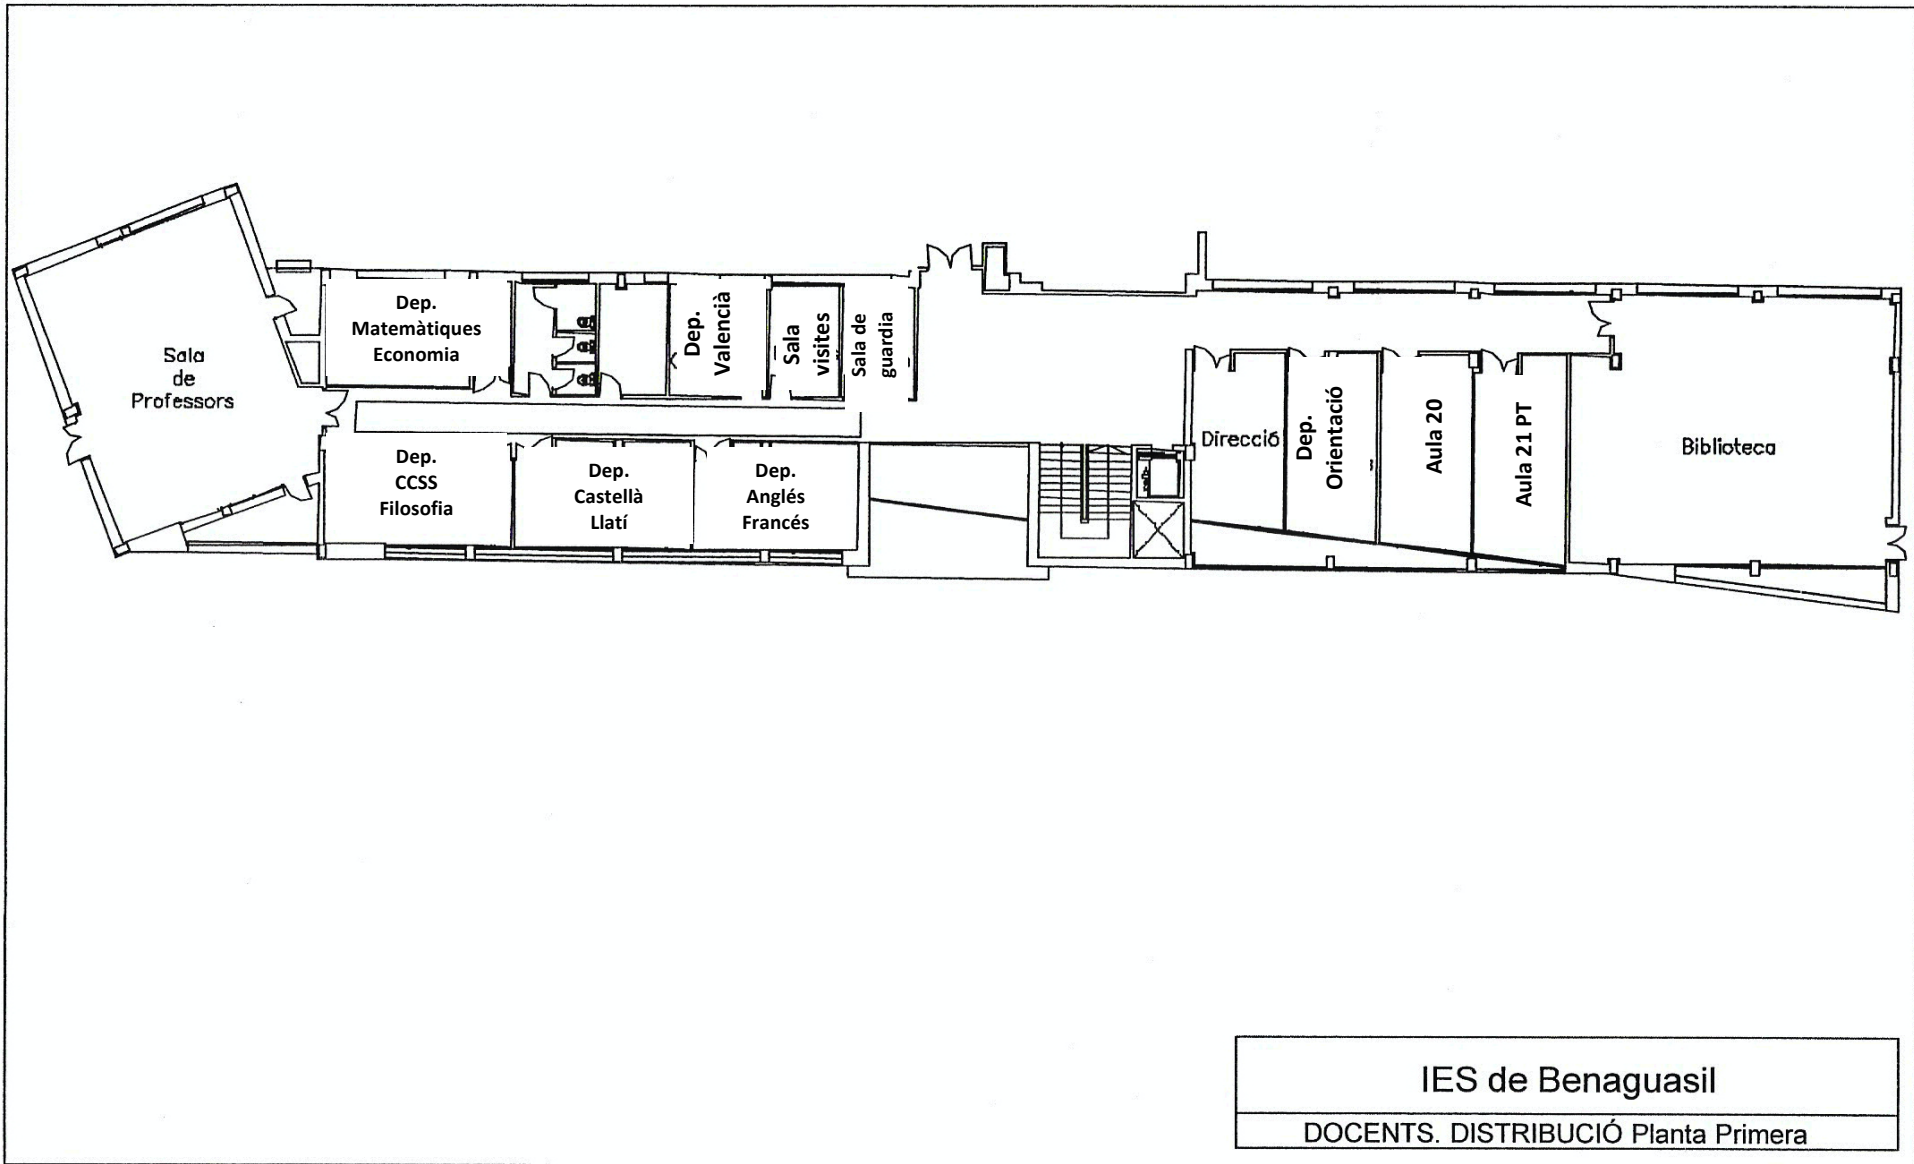 Sala
de
Professors
Dep.
Matemàtiques
Economia
Dep.
Valencià
Sala
visites
Sala de
guardia
Dep.
CCSS
Filosofia
Dep.
Castellà
Llatí
Dep.
Anglés
Francés
Direcció
Dep.
Orientació
Aula 20
Aula 21 PT
Biblioteca
IES de Benaguasil
DOCENTS. DISTRIBUCIÓ Planta Primera